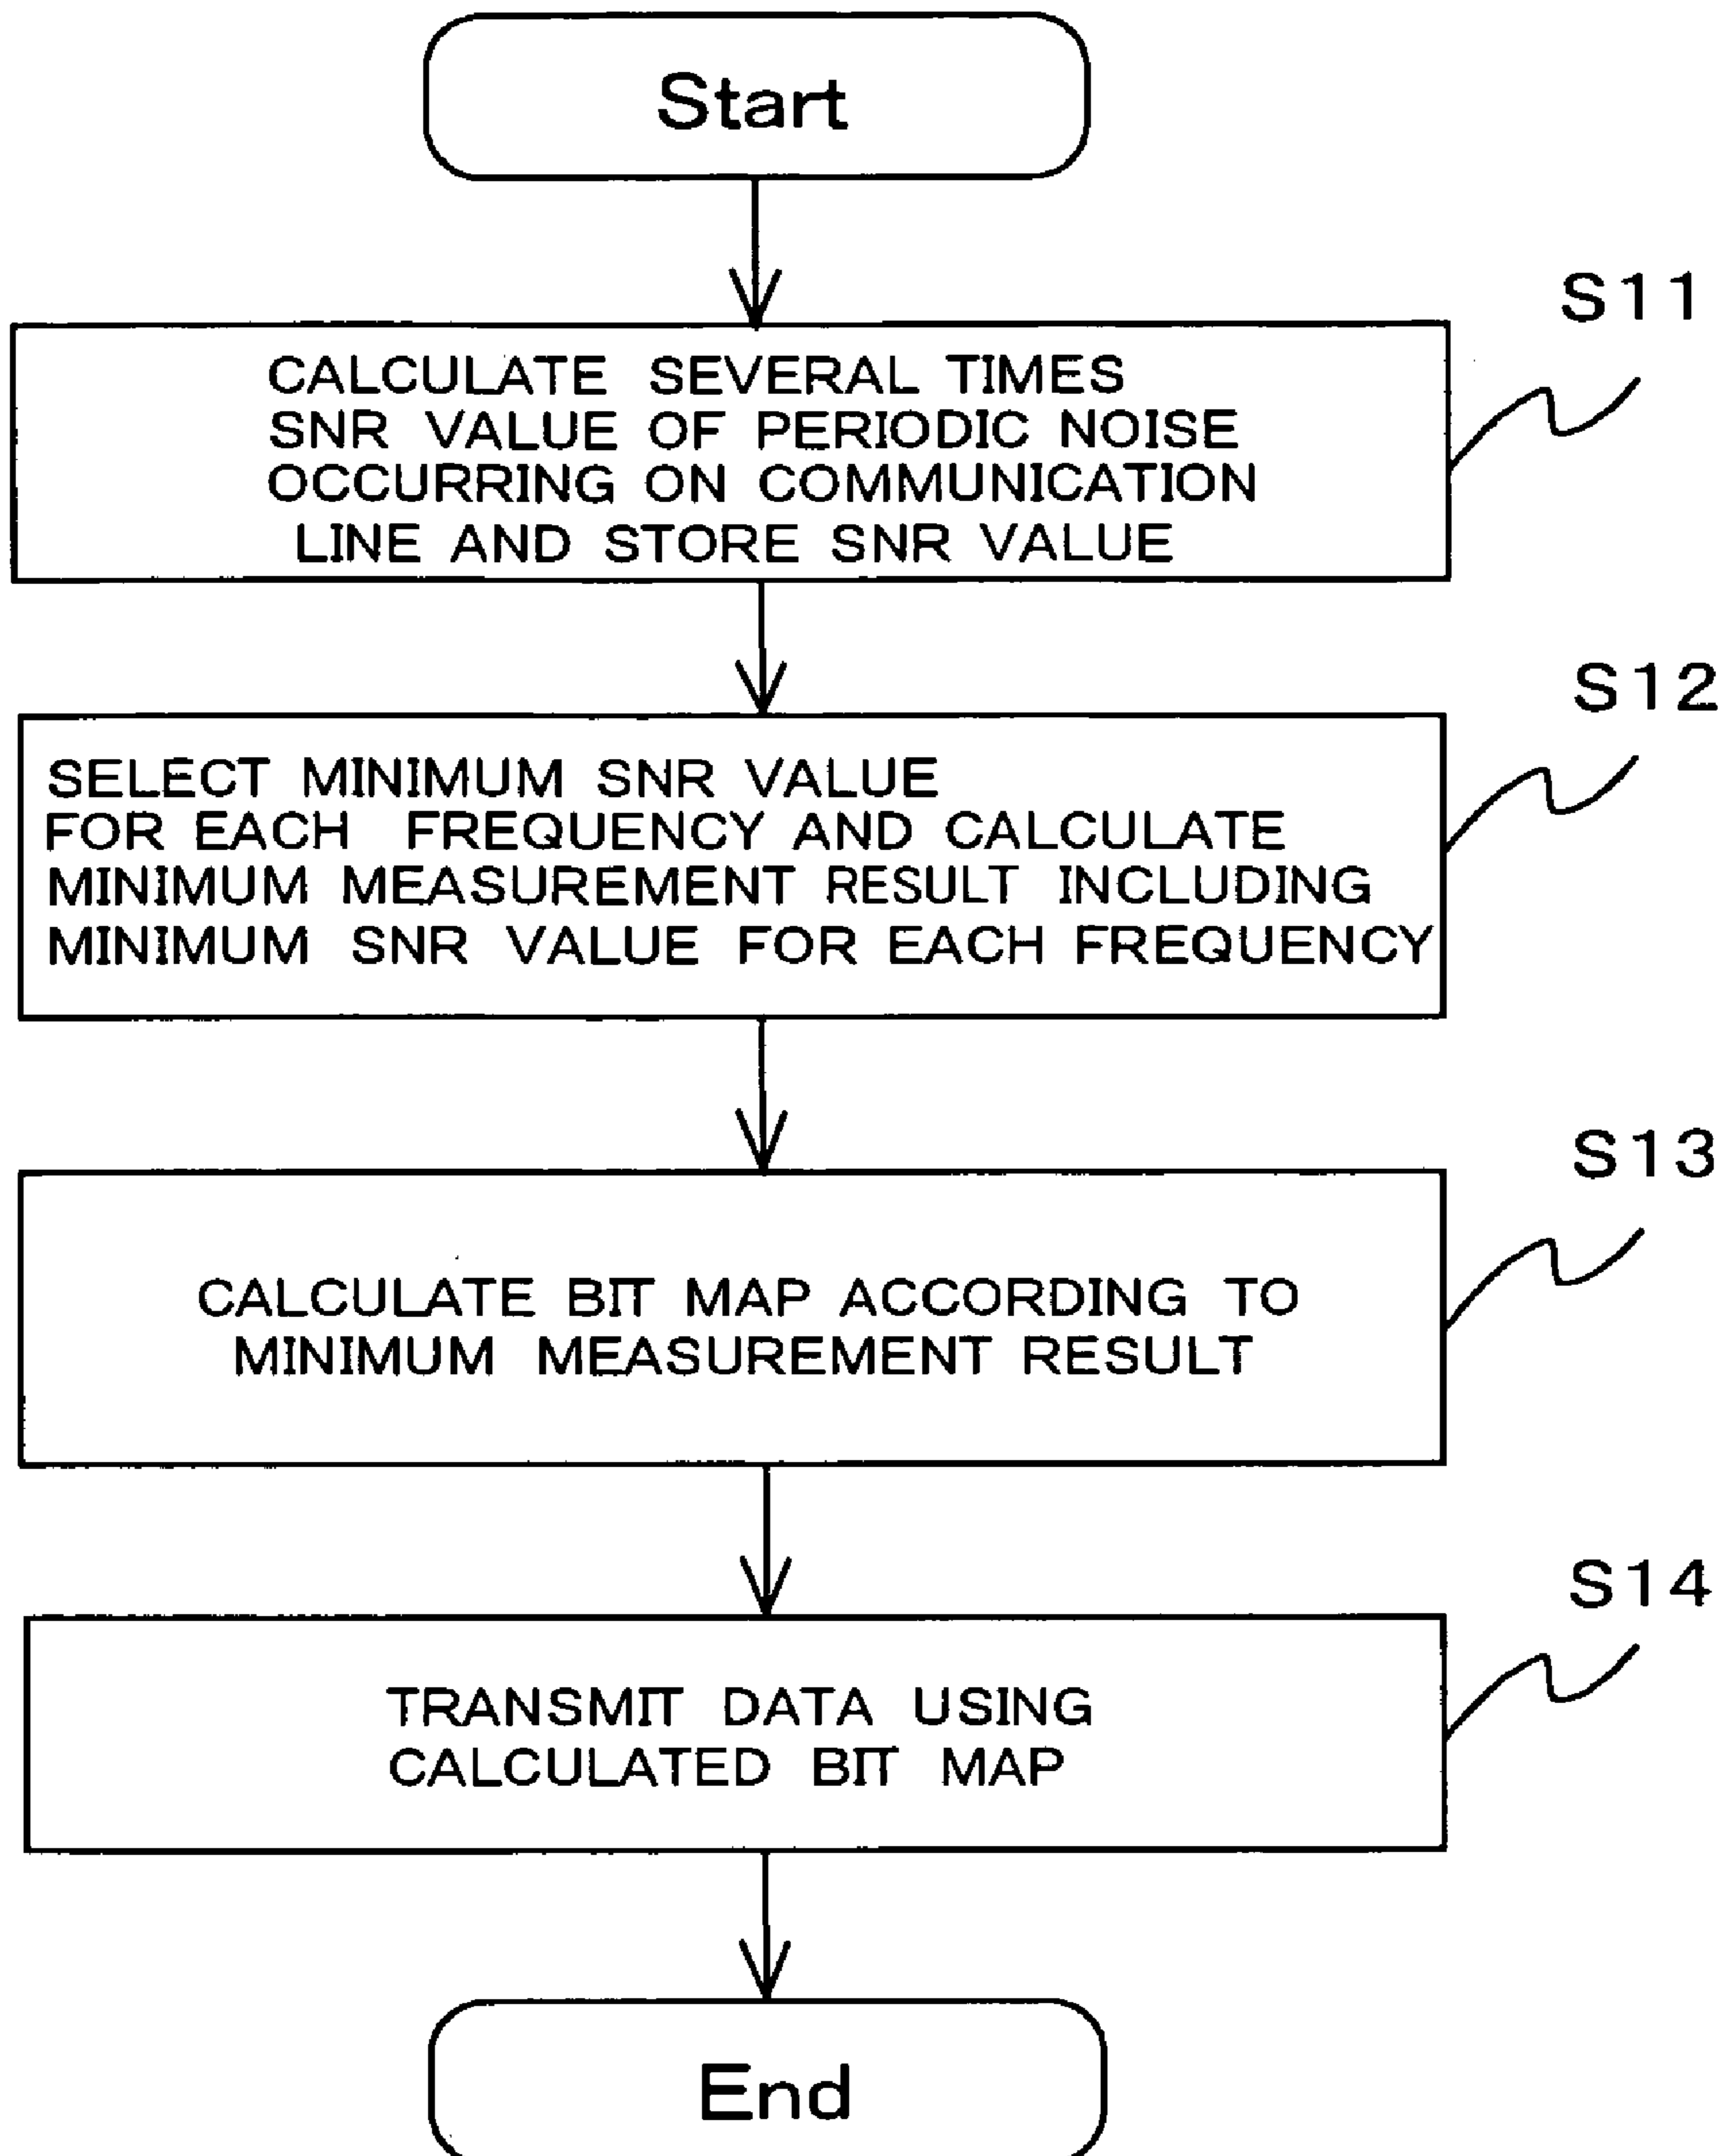 Start
S11
CALCULATE SEVERAL TIMES
SNR VALUE OF PERIODIC NOISE
OCCURRING ON COMMUNICATION
LINE AND STORE SNR VALUE
S12
SELECT MINIMUM SNR VALUE
FOR EACH FREQUENCY AND CALCULATE
MINIMUM MEASUREMENT RESULT INCLUDING
MINIMUM SNR VALUE FOR EACH FREQUENCY
S13
CALCULATE BIT MAP ACCORDING TO
MINIMUM MEASUREMENT RESULT
S14
TRANSMIT DATA USING
CALCULATED BIT MAP
End